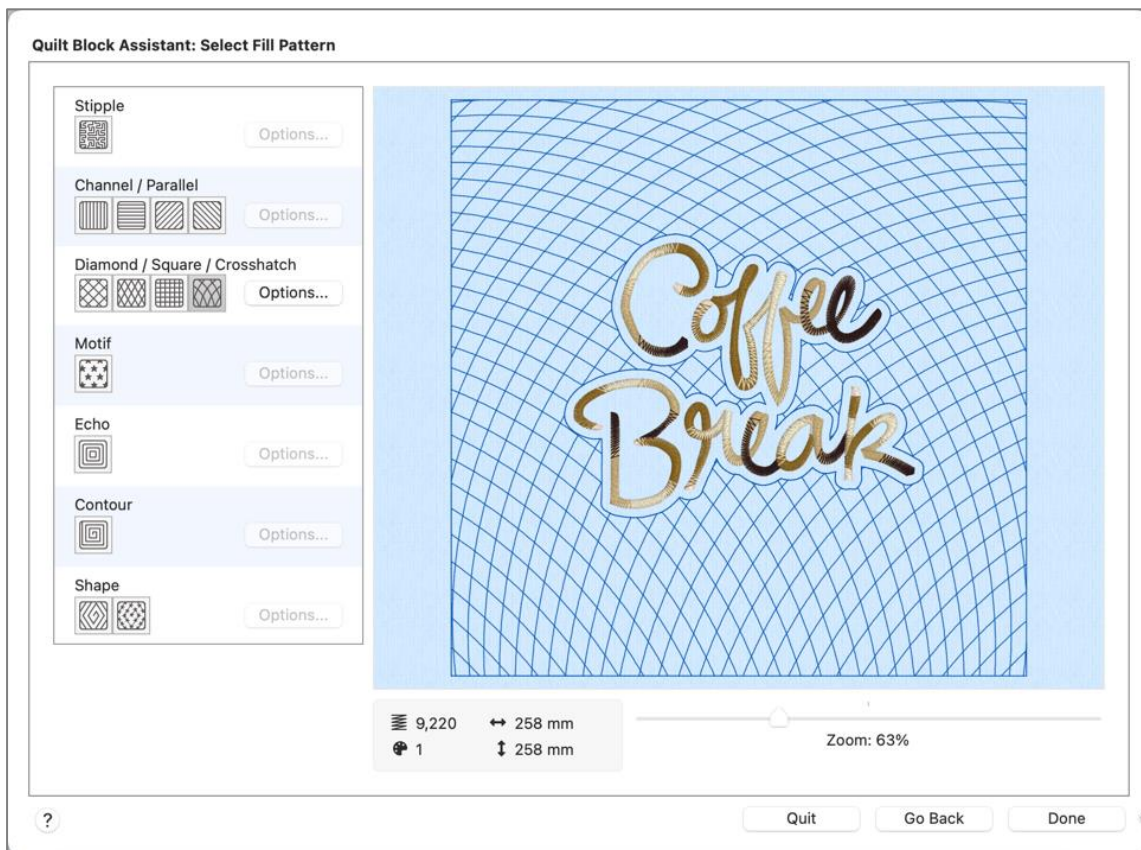 Quilt Block Assistant: Select Fill Pattern
Stipple
Options...
Channel / Parallel
Options...
Diamond / Square / Crosshatch
Options...
Motif
Options...
Echo
Options...
Contour
Options...
Shape
Options...
Coffee
Break
9,220 258 mm
1 258 mm
Zoom: 63%
? Quit Go Back Done